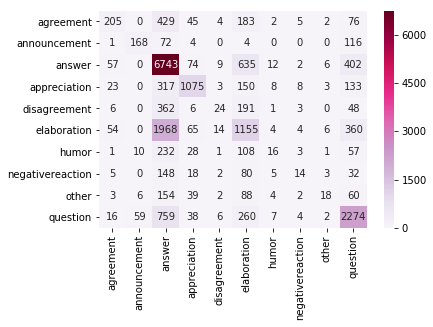 agreement 205 0 429 45 4 183 2 5 2 76
announcement 1 168 72 4 0 4 0 0 0 116
answer 57 0 6743 74 9 635 12 2 6 402
appreciation 23 0 317 1075 3 150 8 8 3 133
disagreement 6 0 362 6 24 191 1 3 0 48
elaboration 54 0 1968 65 14 1155 4 4 6 360
humor 1 10 232 28 1 108 16 3 1 57
negativereaction 5 0 148 18 2 80 5 14 3 32
other 3 6 154 39 2 88 4 2 18 60
question 16 59 759 38 6 260 7 4 2 2274
agreement
announcement
answer
appreciation
disagreement
elaboration
humor
negativereaction
other
question
6000
4500
3000
1500
0